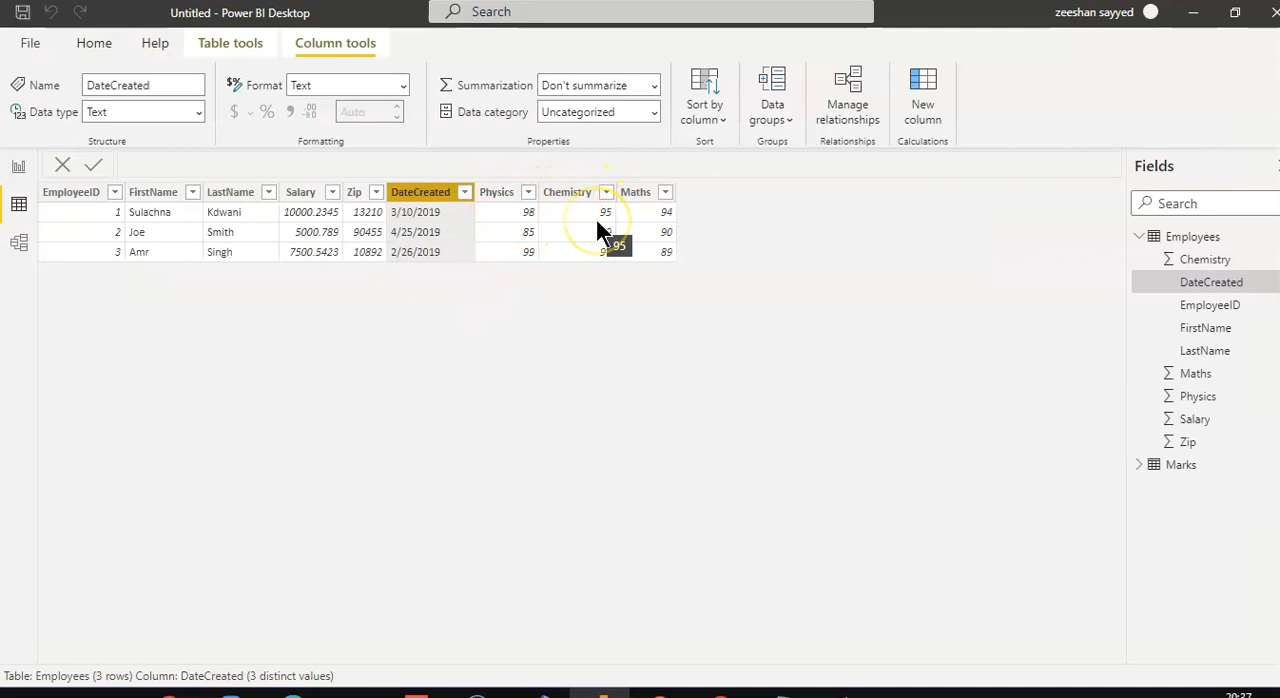 Untitled - Power BI Desktop
Search
zeeshan sayyed
File Home Help Table tools Column tools
Name DateCreated
Format Text
Summarization Don't summarize
Data type Text
$ % 9 .00 Auto
Data category Uncategorized
Sort by column
Data groups
Manage relationships
New column
Structure Formatting Properties Sort Groups Relationships Calculations
EmployeeID FirstName LastName Salary Zip DateCreated Physics Chemistry Maths
1 Sulachna Kdwani 10000.2345 13210 3/10/2019 98 95 94
2 Joe Smith 5000.789 90455 4/25/2019 85 90
3 Amr Singh 7500.5423 10892 2/26/2019 99 89
95
Fields
Search
Employees
Chemistry
DateCreated
EmployeeID
FirstName
LastName
Maths
Physics
Salary
Zip
Marks
Table: Employees (3 rows) Column: DateCreated (3 distinct values)